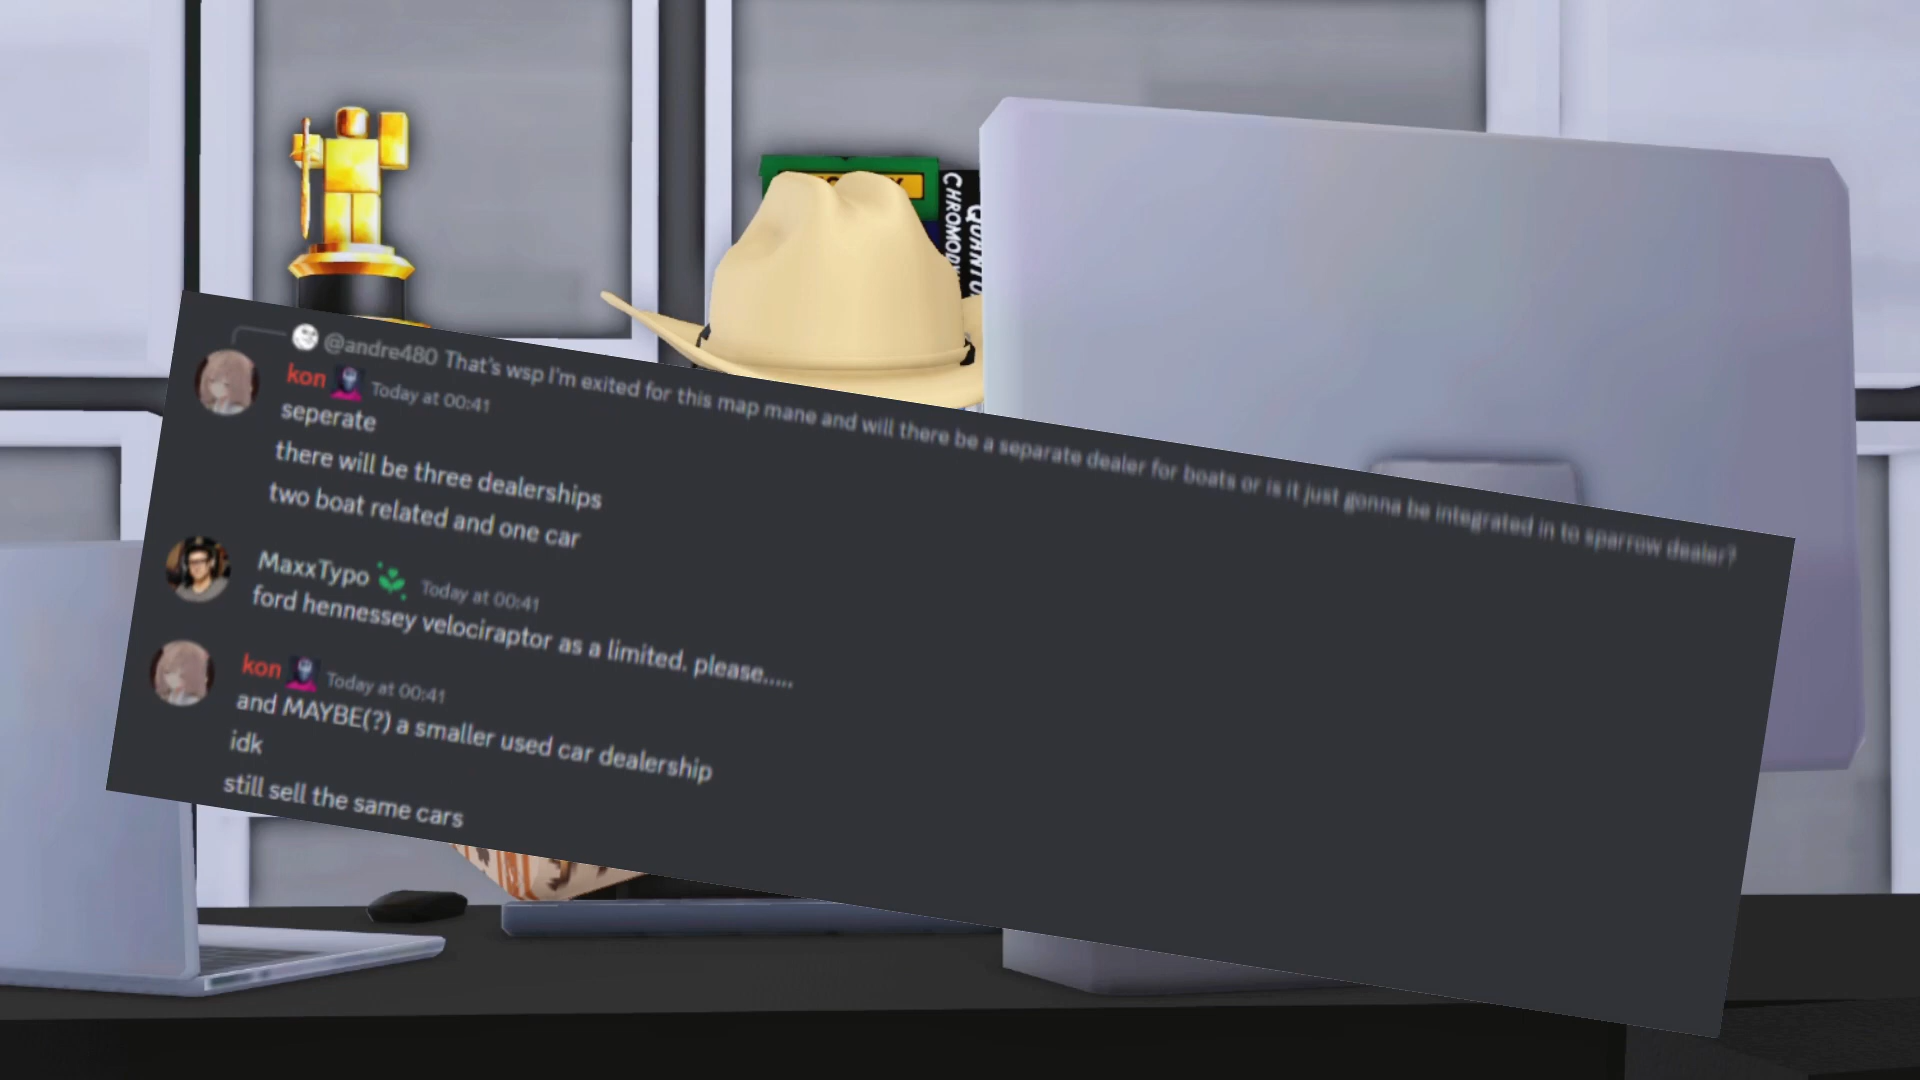 CHROMODY
QUANTU
@andre480 That's wsp I'm exited for this map mane and will there be a separate dealer for boats or is it just gonna be integrated in to sparrow dealer?
kon Today at 00:41
seperate
there will be three dealerships
two boat related and one car
MaxxTypo Today at 00:41
ford hennessey velociraptor as a limited. please.....
kon Today at 00:41
and MAYBE(?) a smaller used car dealership
idk
still sell the same cars